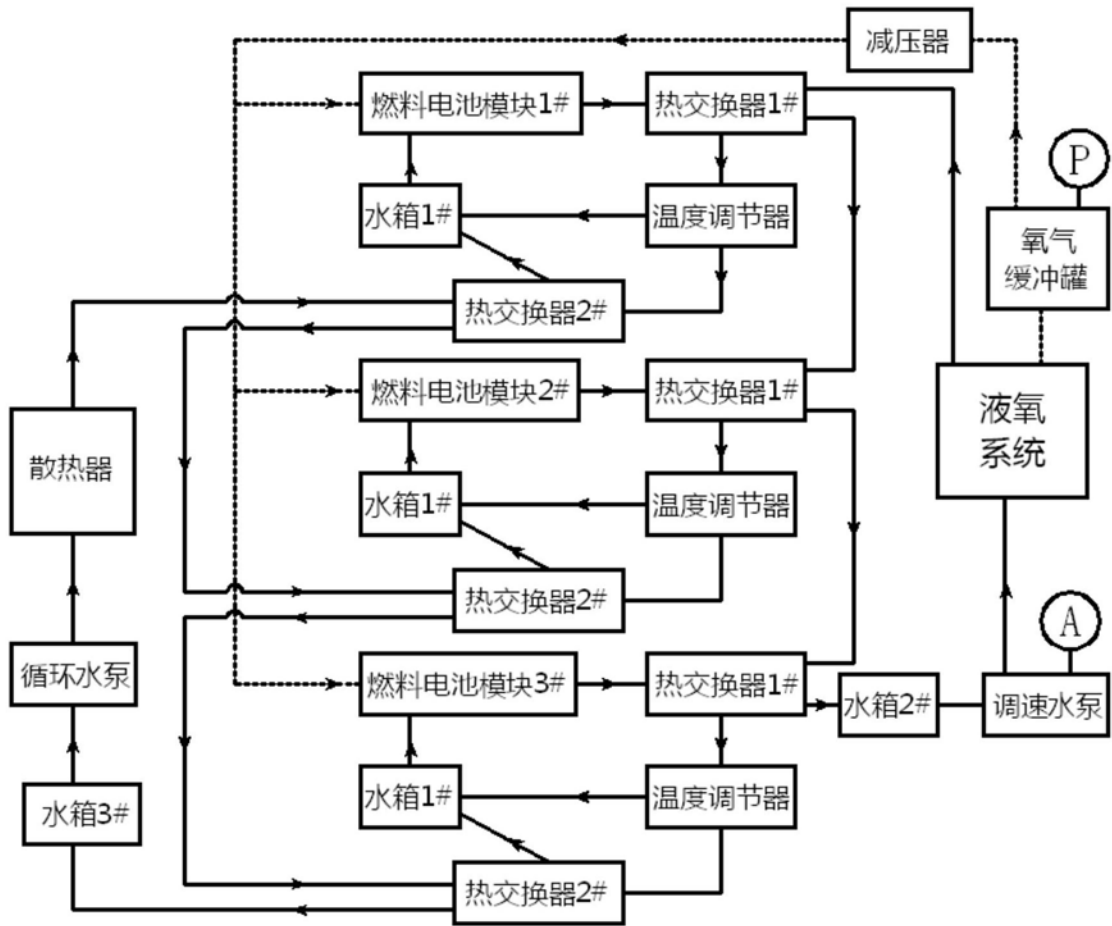 减压器
燃料电池模块1#
热交换器1#
P
水箱1#
温度调节器
氧气
缓冲罐
热交换器2#
燃料电池模块2#
热交换器1#
液氧
系统
散热器
水箱1#
温度调节器
热交换器2#
A
循环水泵
燃料电池模块3#
热交换器1#
水箱2#
调速水泵
水箱3#
水箱1#
温度调节器
热交换器2#